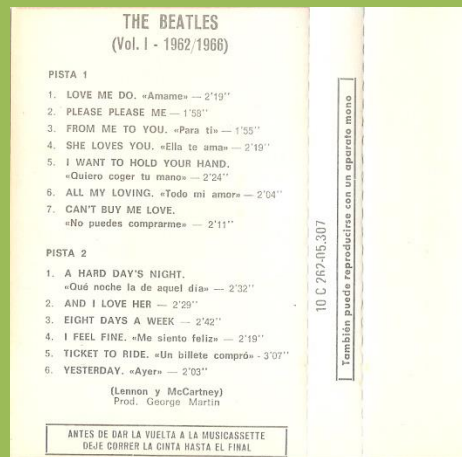 THE BEATLES
(Vol. I - 1962/1966)
PISTA 1
1. LOVE ME DO. «Amame» — 2'19''
2. PLEASE PLEASE ME — 1'58''
3. FROM ME TO YOU. «Para ti» — 1'55''
4. SHE LOVES YOU. «Ella te ama» — 2'19''
5. I WANT TO HOLD YOUR HAND.
«Quiero coger tu mano» — 2'24''
6. ALL MY LOVING. «Todo mi amor» — 2'04''
7. CAN'T BUY ME LOVE.
«No puedes comprarme» — 2'11''
PISTA 2
1. A HARD DAY'S NIGHT.
«Qué noche la de aquel día» — 2'32''
2. AND I LOVE HER — 2'29''
3. EIGHT DAYS A WEEK — 2'42''
4. I FEEL FINE. «Me siento feliz» — 2'19''
5. TICKET TO RIDE. «Un billete compró» - 3'07''
6. YESTERDAY. «Ayer» — 2'03''
(Lennon y McCartney)
Prod. George Martin
ANTES DE DAR LA VUELTA A LA MUSICASSETTE
DEJE CORRER LA CINTA HASTA EL FINAL
10 C 262-05.307
También puede reproducirse con un aparato mono